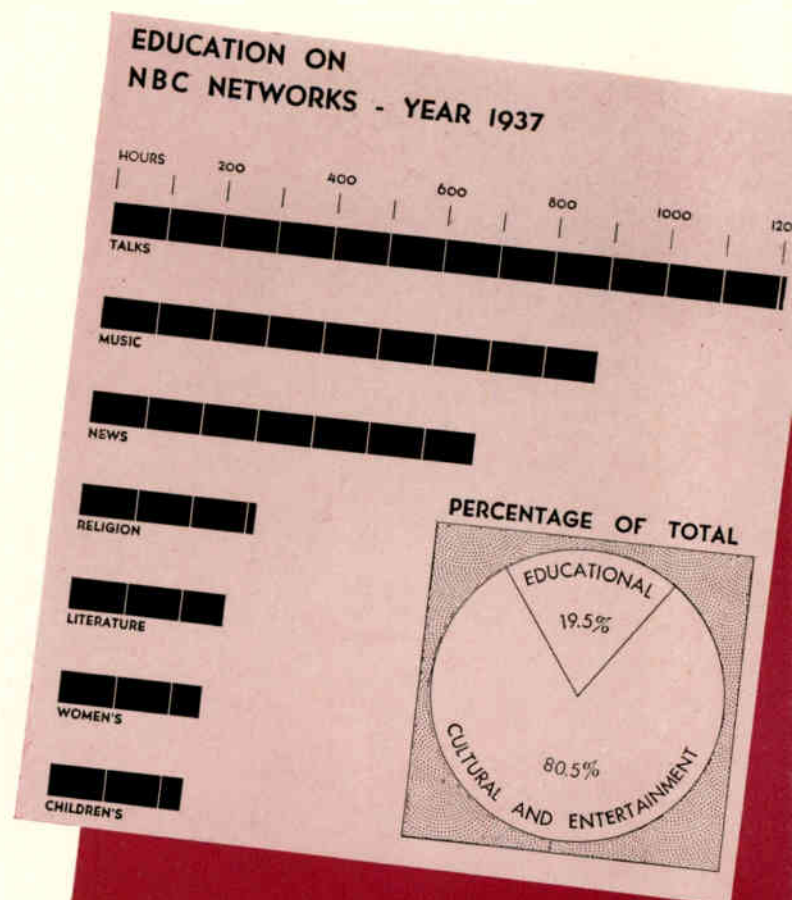 EDUCATION ON
NBC NETWORKS - YEAR 1937
HOURS 200 400 600 800 1000 120
TALKS
MUSIC
NEWS
RELIGION
LITERATURE
WOMEN'S
CHILDREN'S
PERCENTAGE OF TOTAL
EDUCATIONAL
19.5%
80.5%
CULTURAL AND ENTERTAINMENT